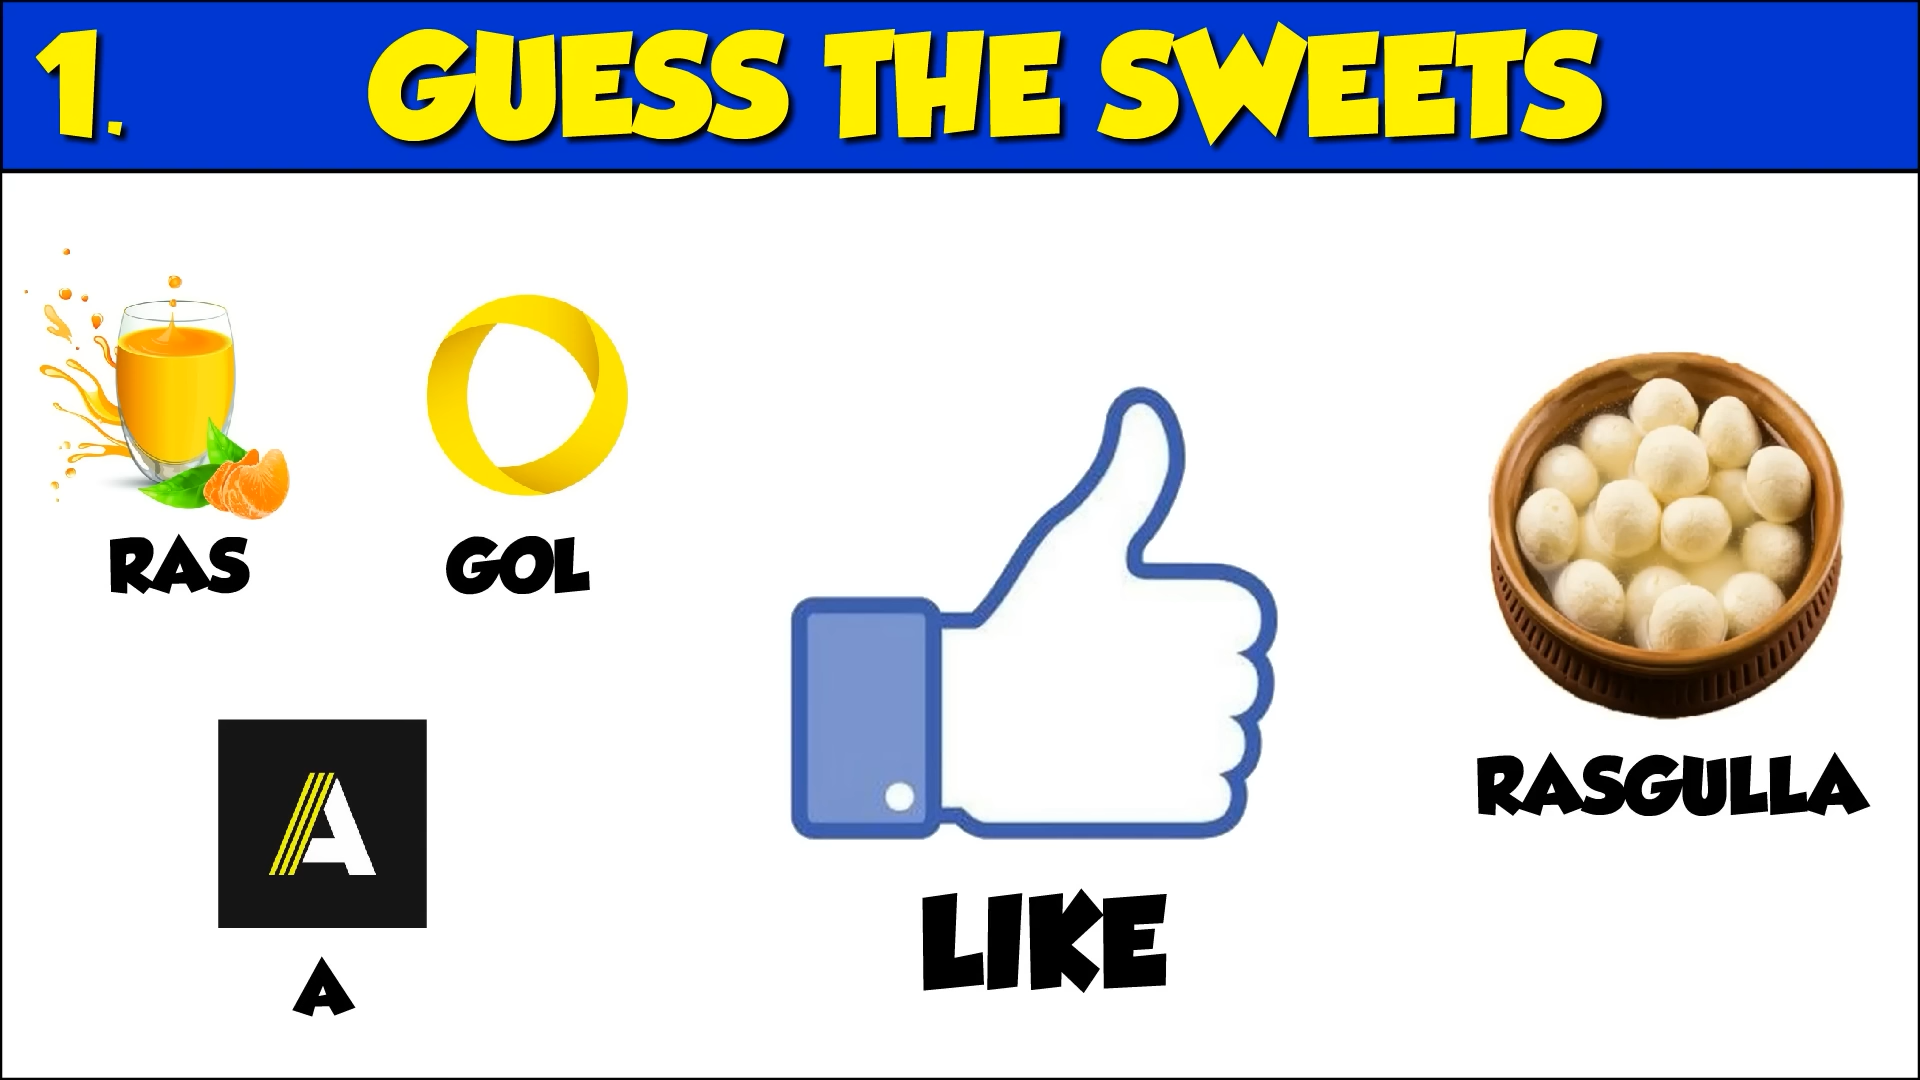 1. GUESS THE SWEETS
RAS
GOL
A
A
LIKE
RASGULLA